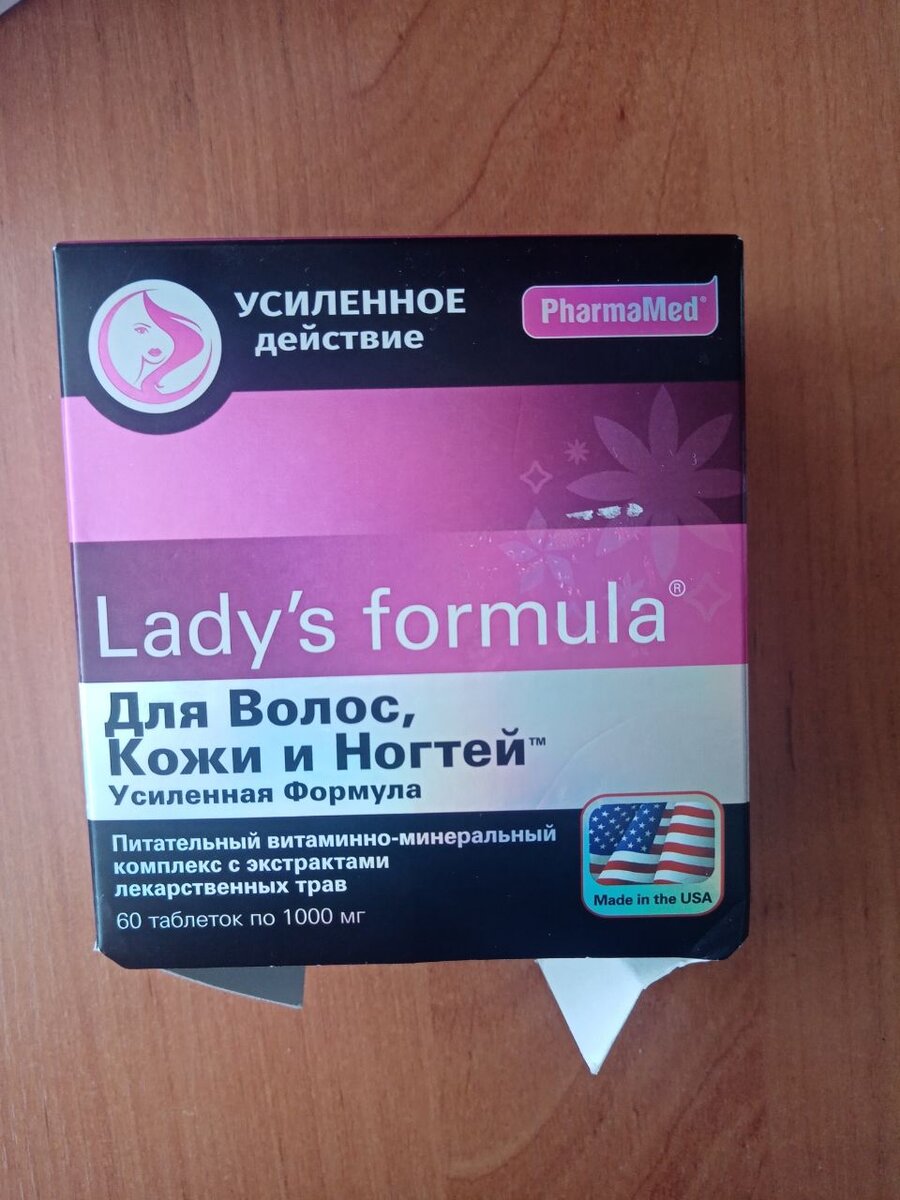 УСИЛЕННОЕ
действие
PharmaMed®
Lady's formula®
Для Волос,
Кожи и Ногтей™
Усиленная Формула
Питательный витаминно-минеральный
комплекс с экстрактами
лекарственных трав
60 таблеток по 1000 мг
Made in the USA